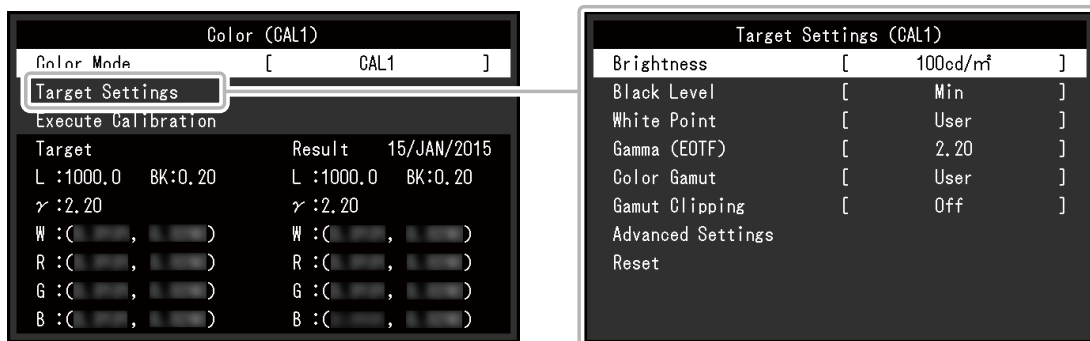 Color (CAL1)
Color Mode [ CAL1 ]
Target Settings
Execute Calibration
Target Result 15/JAN/2015
L :1000.0 BK:0.20 L :1000.0 BK:0.20
γ :2.20 γ :2.20
W :( , ) W :( , )
R :( , ) R :( , )
G :( , ) G :( , )
B :( , ) B :( , )
Target Settings (CAL1)
Brightness [ 100cd/㎡ ]
Black Level [ Min ]
White Point [ User ]
Gamma (EOTF) [ 2.20 ]
Color Gamut [ User ]
Gamut Clipping [ Off ]
Advanced Settings
Reset